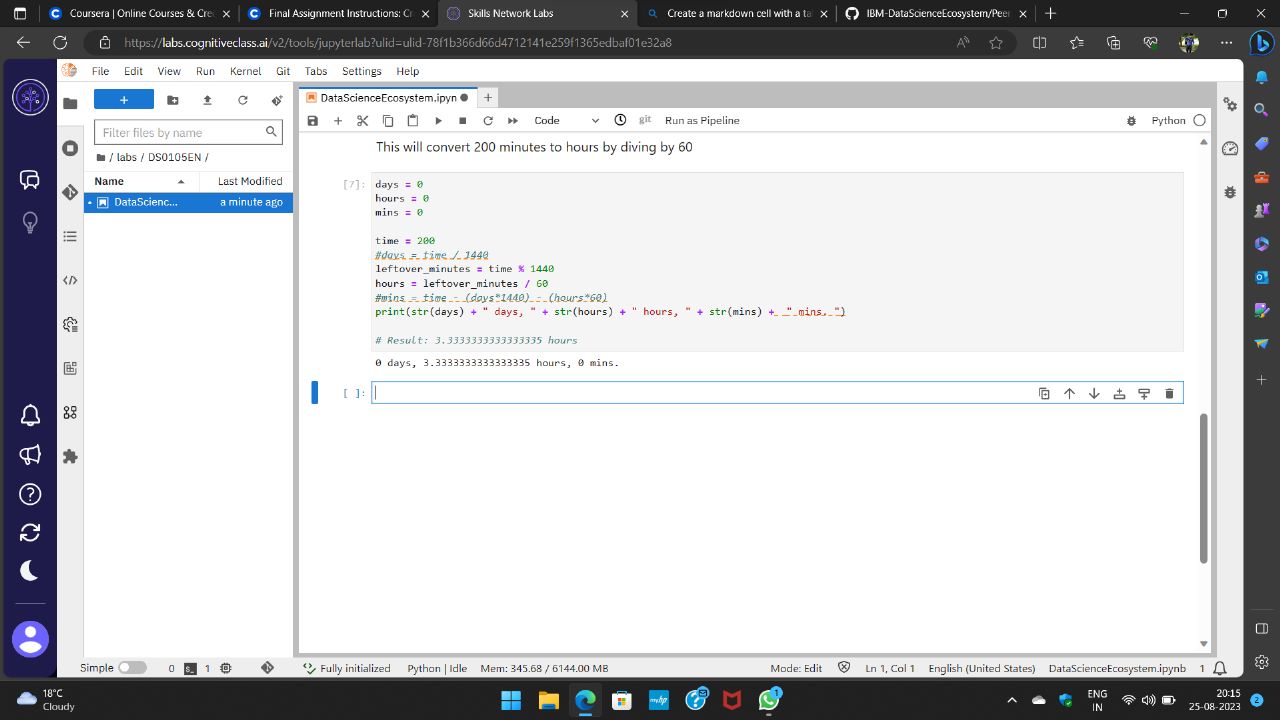 Coursera | Online Courses & Cre
Final Assignment Instructions: Cr
Skills Network Labs
Create a markdown cell with a ta
IBM-DataScienceEcosystem/Peer
https://labs.cognitiveclass.ai/v2/tools/jupyterlab?ulid=ulid-78f1b366d66d4712141e259f1365edbaf01e32a8
File Edit View Run Kernel Git Tabs Settings Help
DataScienceEcosystem.ipyn
Filter files by name
Code
git
Run as Pipeline
Python
/ labs / DS0105EN /
Name
Last Modified
DataScienc...
a minute ago
This will convert 200 minutes to hours by diving by 60
[7]:
days = 0
hours = 0
mins = 0
time = 200
#days = time / 1440
leftover_minutes = time % 1440
hours = leftover_minutes / 60
#mins = time - (days*1440) - (hours*60)
print(str(days) + " days, " + str(hours) + " hours, " + str(mins) + " mins. ")
# Result: 3.3333333333333335 hours
0 days, 3.3333333333333335 hours, 0 mins.
[ ]:
Simple
0
1
Fully initialized
Python | Idle
Mem: 345.68 / 6144.00 MB
Mode: Edit
Ln 1, Col 1
English (United States)
DataScienceEcosystem.ipynb
1
18°C
Cloudy
1
ENG
IN
20:15
25-08-2023
2